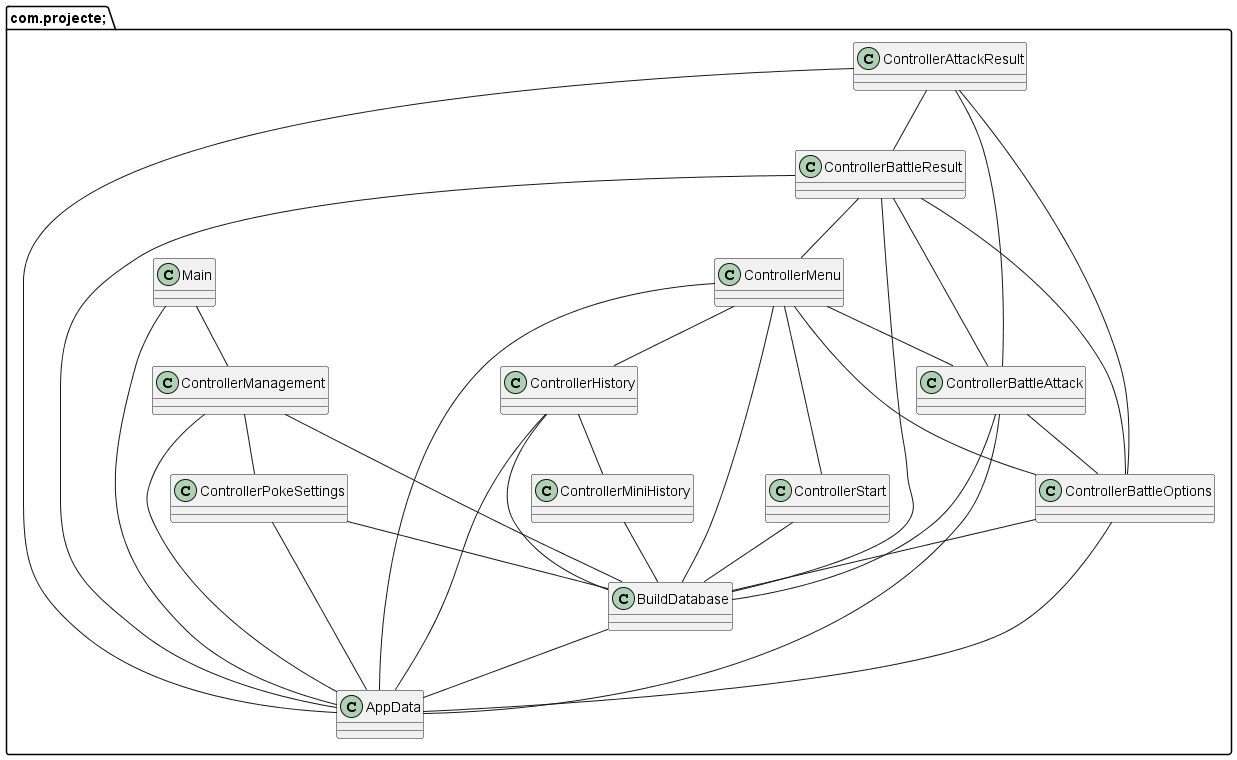 com.projecte;
C ControllerAttackResult
C ControllerBattleResult
C Main
C ControllerMenu
C ControllerManagement
C ControllerHistory
C ControllerBattleAttack
C ControllerPokeSettings
C ControllerMiniHistory
C ControllerStart
C ControllerBattleOptions
C BuildDatabase
C AppData